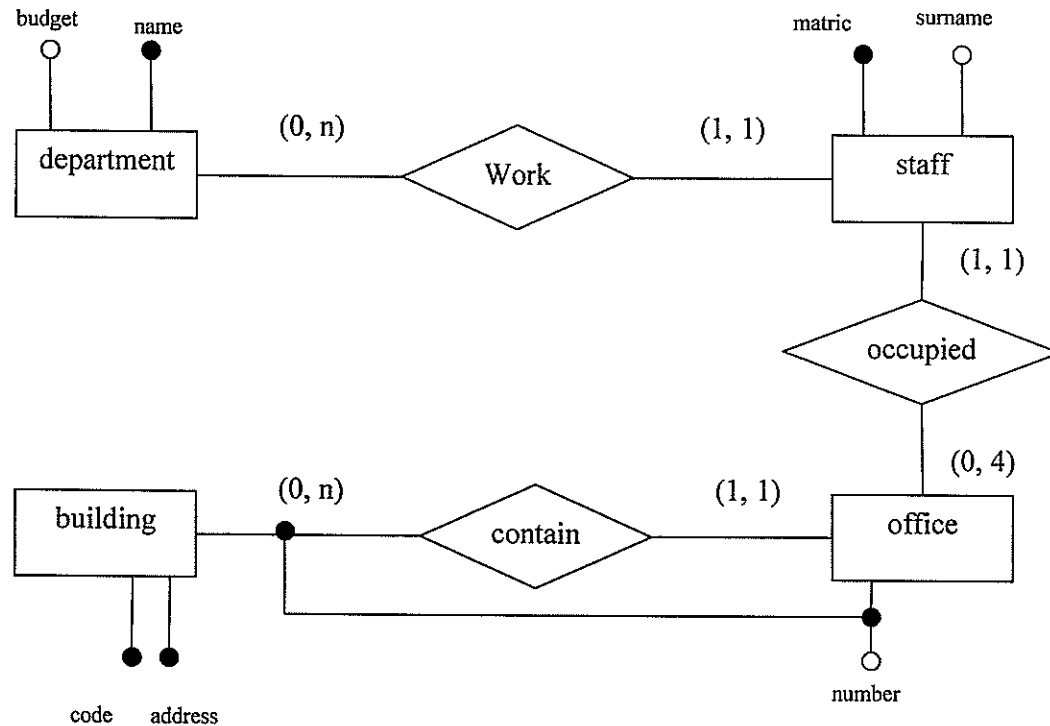 budget name matric surname
(0, n) (1, 1)
department Work staff
(1, 1)
occupied
(0, n) (1, 1) (0, 4)
building contain office
number
code address